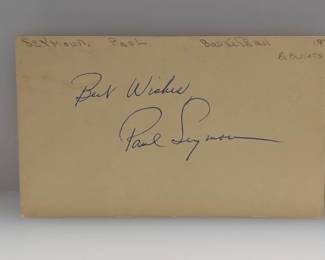 SEYMOUR, PAUL BASKETBALL
Best Wishes
Paul Seymour